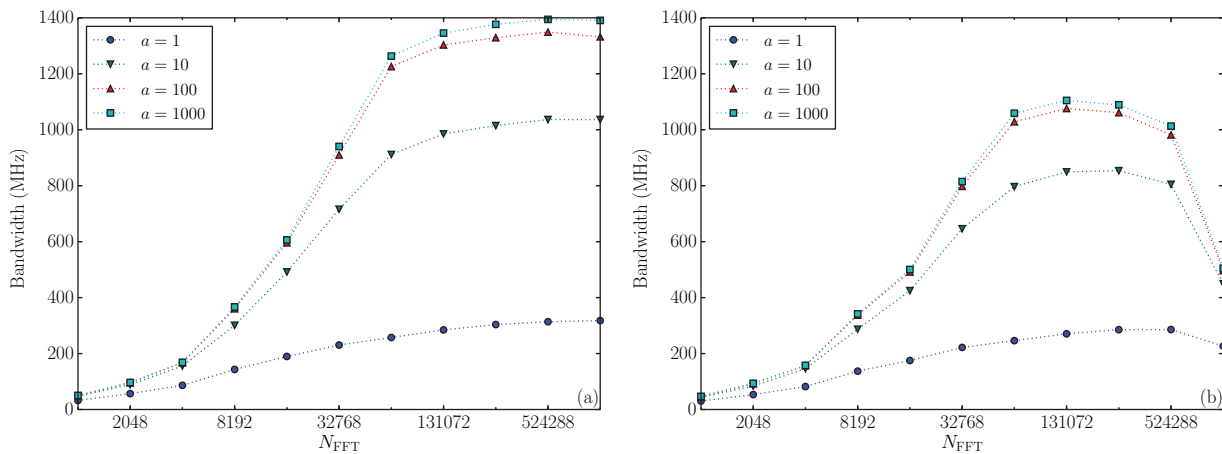 1400
1200
1000
800
600
400
200
0
Bandwidth (MHz)
a = 1
a = 10
a = 100
a = 1000
(a)
2048
8192
32768
131072
524288
N_FFT
1400
1200
1000
800
600
400
200
0
Bandwidth (MHz)
a = 1
a = 10
a = 100
a = 1000
(b)
2048
8192
32768
131072
524288
N_FFT